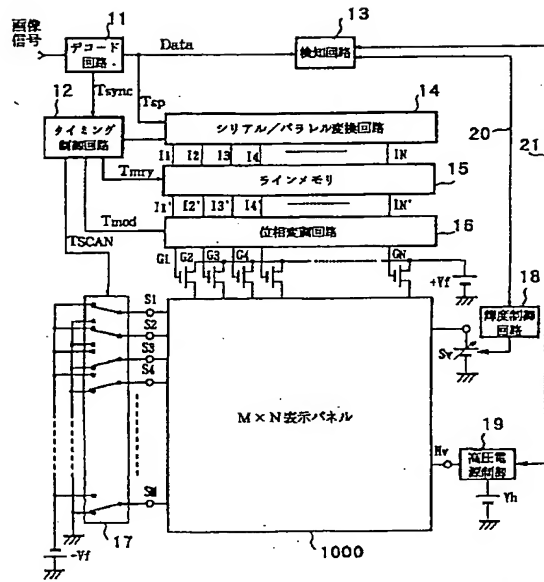 画像
信号
11
デコード
回路
Data
13
検知回路
12
Tsync
Tsp
14
タイミング
制御回路
シリアル/パラレル変換回路
20
21
I1 I2 I3 I4 IN
Tmry
ラインメモリ
15
I1' I2' I3' I4' IN'
Tmod
位相変調回路
16
TSCAN
G1 G2 G3 G4 GN
+Vf
18
輝度制御
回路
S1
S2
S3
S4
Sv
M×N表示パネル
19
Hv
高圧電
源制御部
SM
Vh
17
-Vf
1000